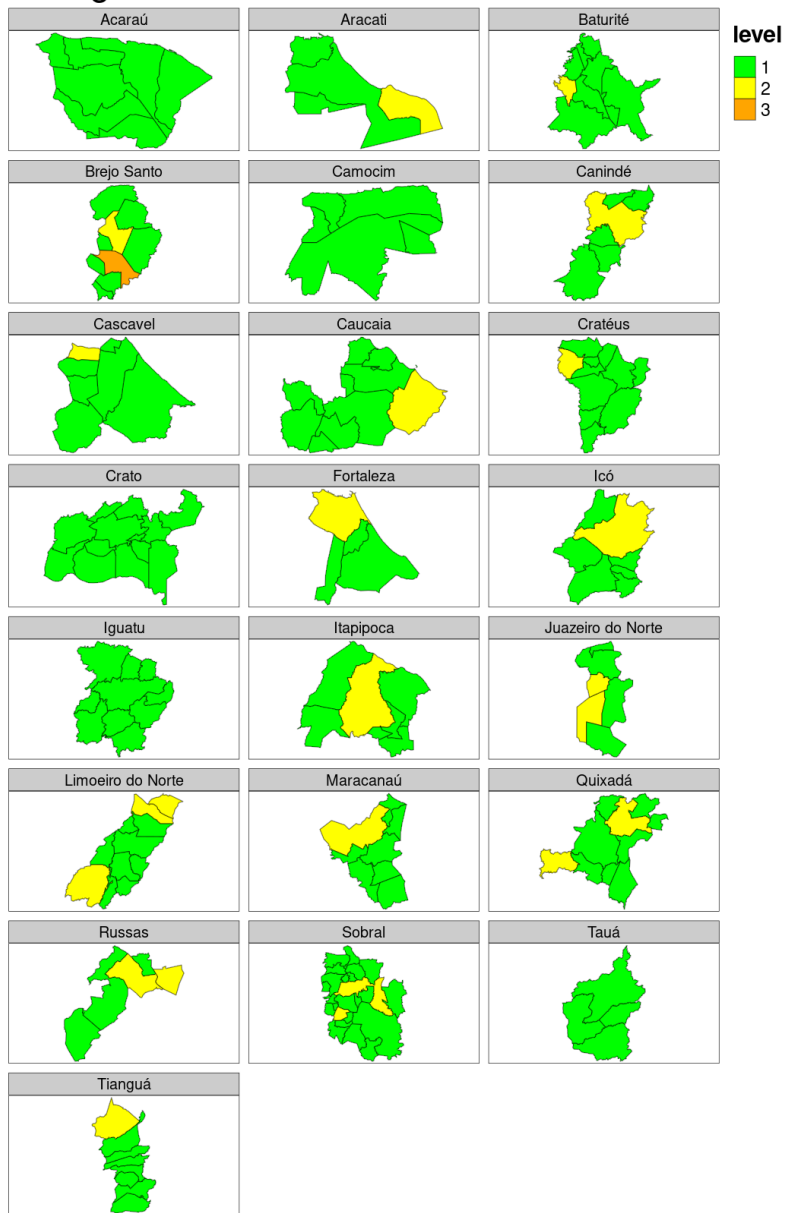 Acaraú Aracati Baturité
level
1
2
3
Brejo Santo Camocim Canindé
Cascavel Caucaia Cratéus
Crato Fortaleza Icó
Iguatu Itapipoca Juazeiro do Norte
Limoeiro do Norte Maracanaú Quixadá
Russas Sobral Tauá
Tianguá